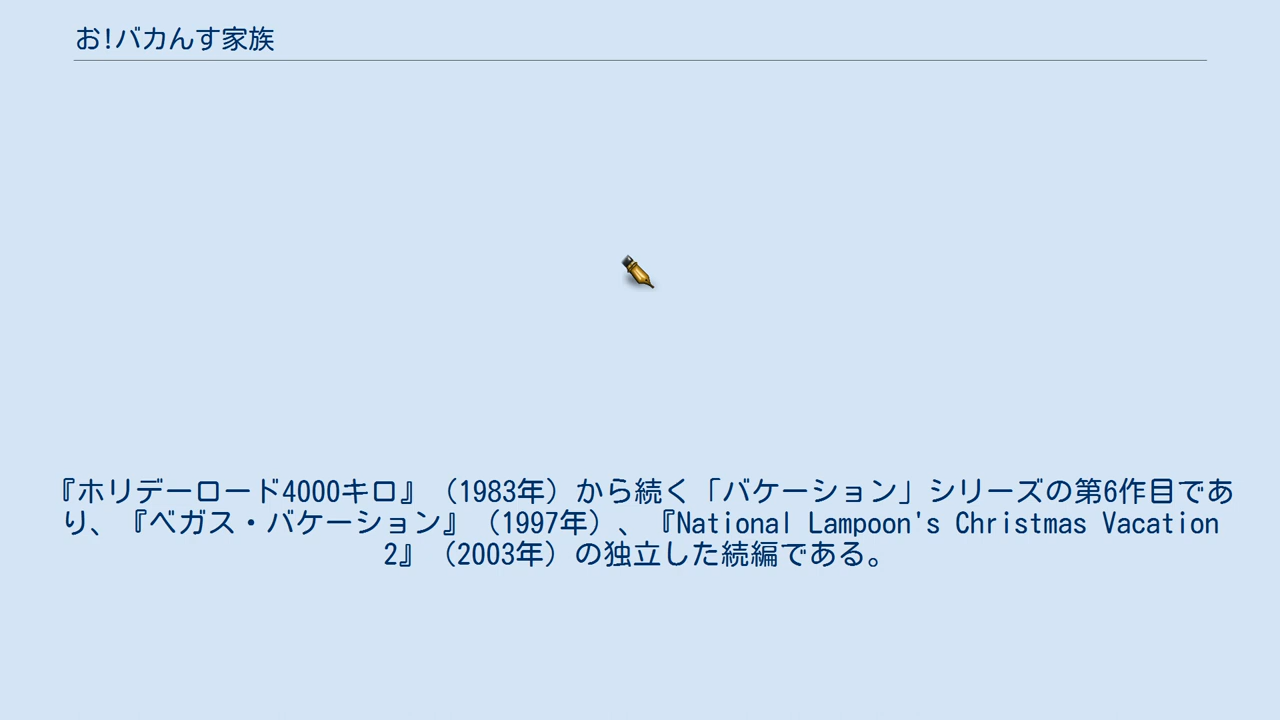 お!バカんす家族
『ホリデーロード4000キロ』（1983年）から続く「バケーション」シリーズの第6作目であ
り、『ベガス・バケーション』（1997年）、『National Lampoon's Christmas Vacation
2』（2003年）の独立した続編である。